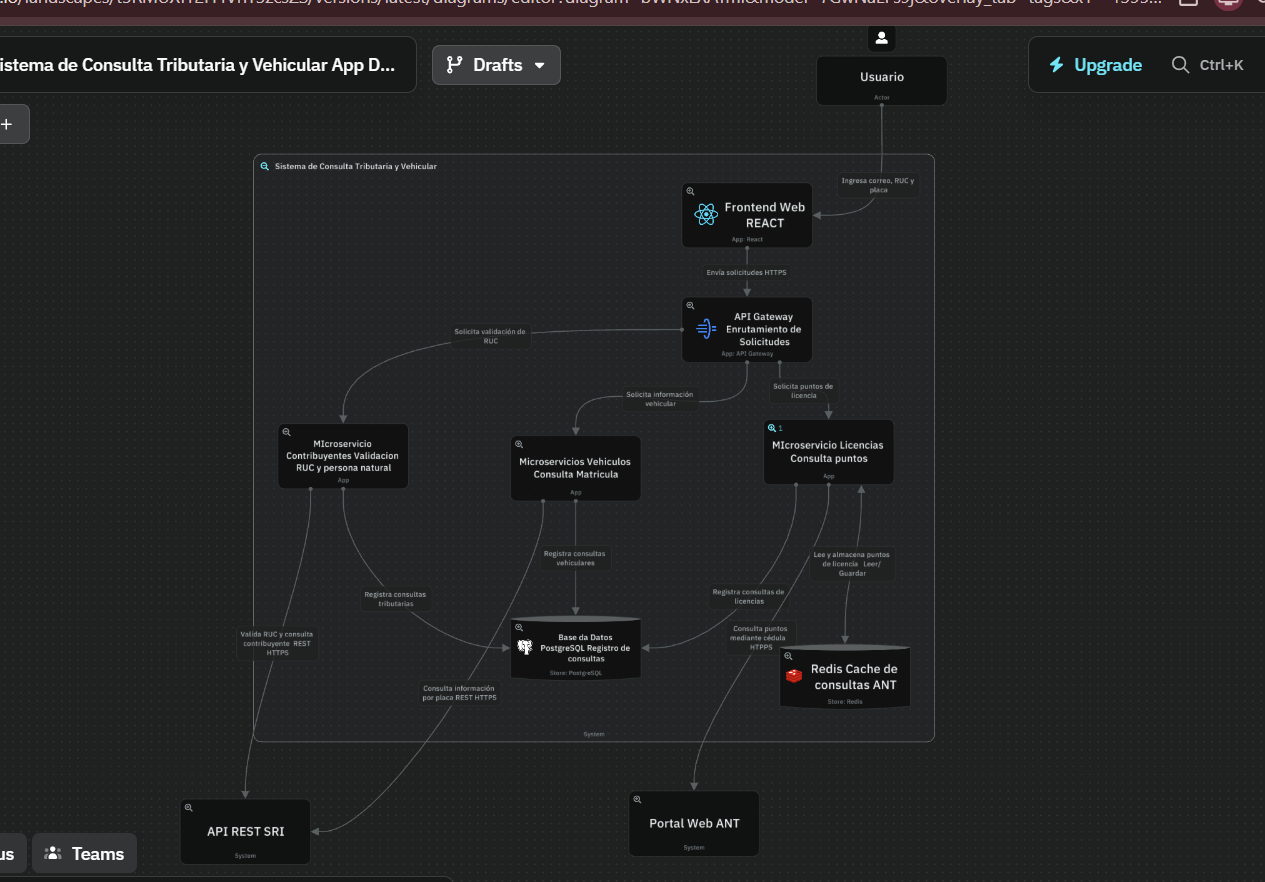 istema de Consulta Tributaria y Vehicular App D...
Drafts
Upgrade
Ctrl+K
+
Usuario
Actor
Sistema de Consulta Tributaria y Vehicular
Ingresa correo, RUC y
placa
Frontend Web
REACT
App: React
Envía solicitudes HTTPS
API Gateway
Enrutamiento de
Solicitudes
App: API Gateway
Solicita validación de
RUC
Solicita información
vehicular
Solicita puntos de
licencia
MIcroservicio
Contribuyentes Validacion
RUC y persona natural
App
Microservicios Vehiculos
Consulta Matricula
App
1
MIcroservicio Licencias
Consulta puntos
App
Registra consultas
vehiculares
Lee y almacena puntos
de licencia Leer/
Guardar
Registra consultas
tributarias
Registra consultas de
licencias
Valida RUC y consulta
contribuyente REST
HTTPS
Base da Datos
PostgreSQL Registro de
consultas
Store: PostgreSQL
Consulta puntos
mediante cédula
HTPPS
Redis Cache de
consultas ANT
Store: Redis
Consulta información
por placa REST HTTPS
System
API REST SRI
System
Portal Web ANT
System
us
Teams